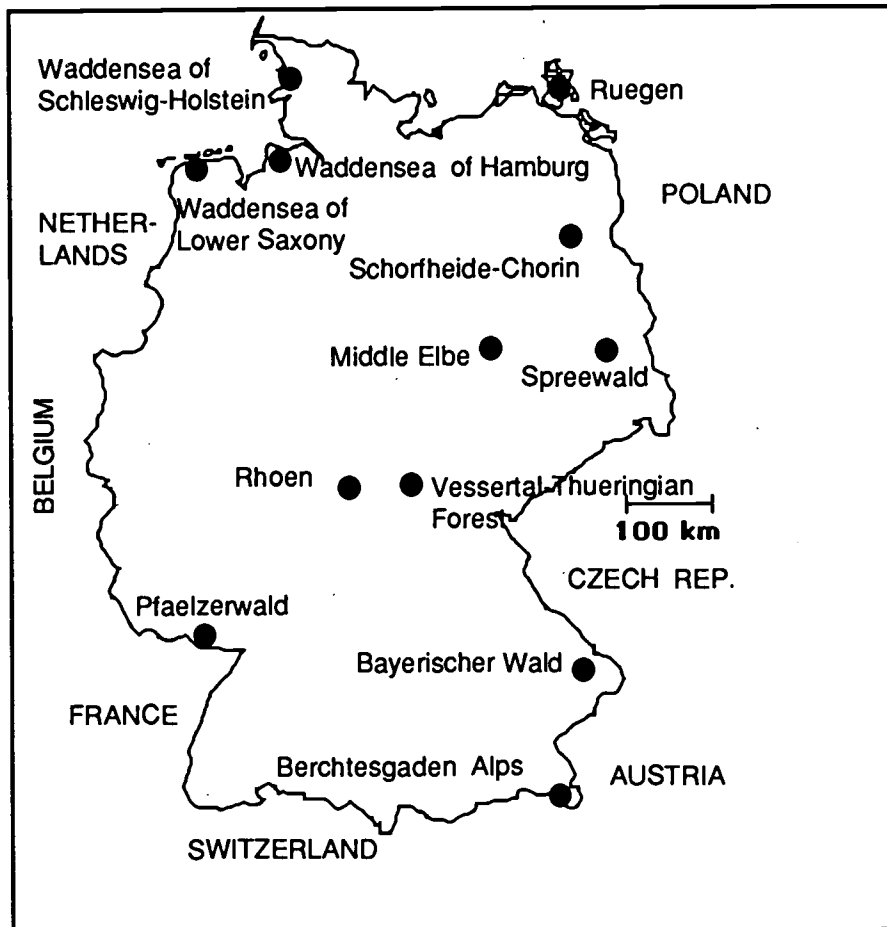 Waddensea of
Schleswig-Holstein
Ruegen
Waddensea of Hamburg
POLAND
NETHER-
LANDS
Waddensea of
Lower Saxony
Schorfheide-Chorin
Middle Elbe
Spreewald
BELGIUM
Rhoen
Vessertal-Thueringian
Forest
100 km
CZECH REP.
Pfaelzerwald
Bayerischer Wald
FRANCE
Berchtesgaden Alps
AUSTRIA
SWITZERLAND